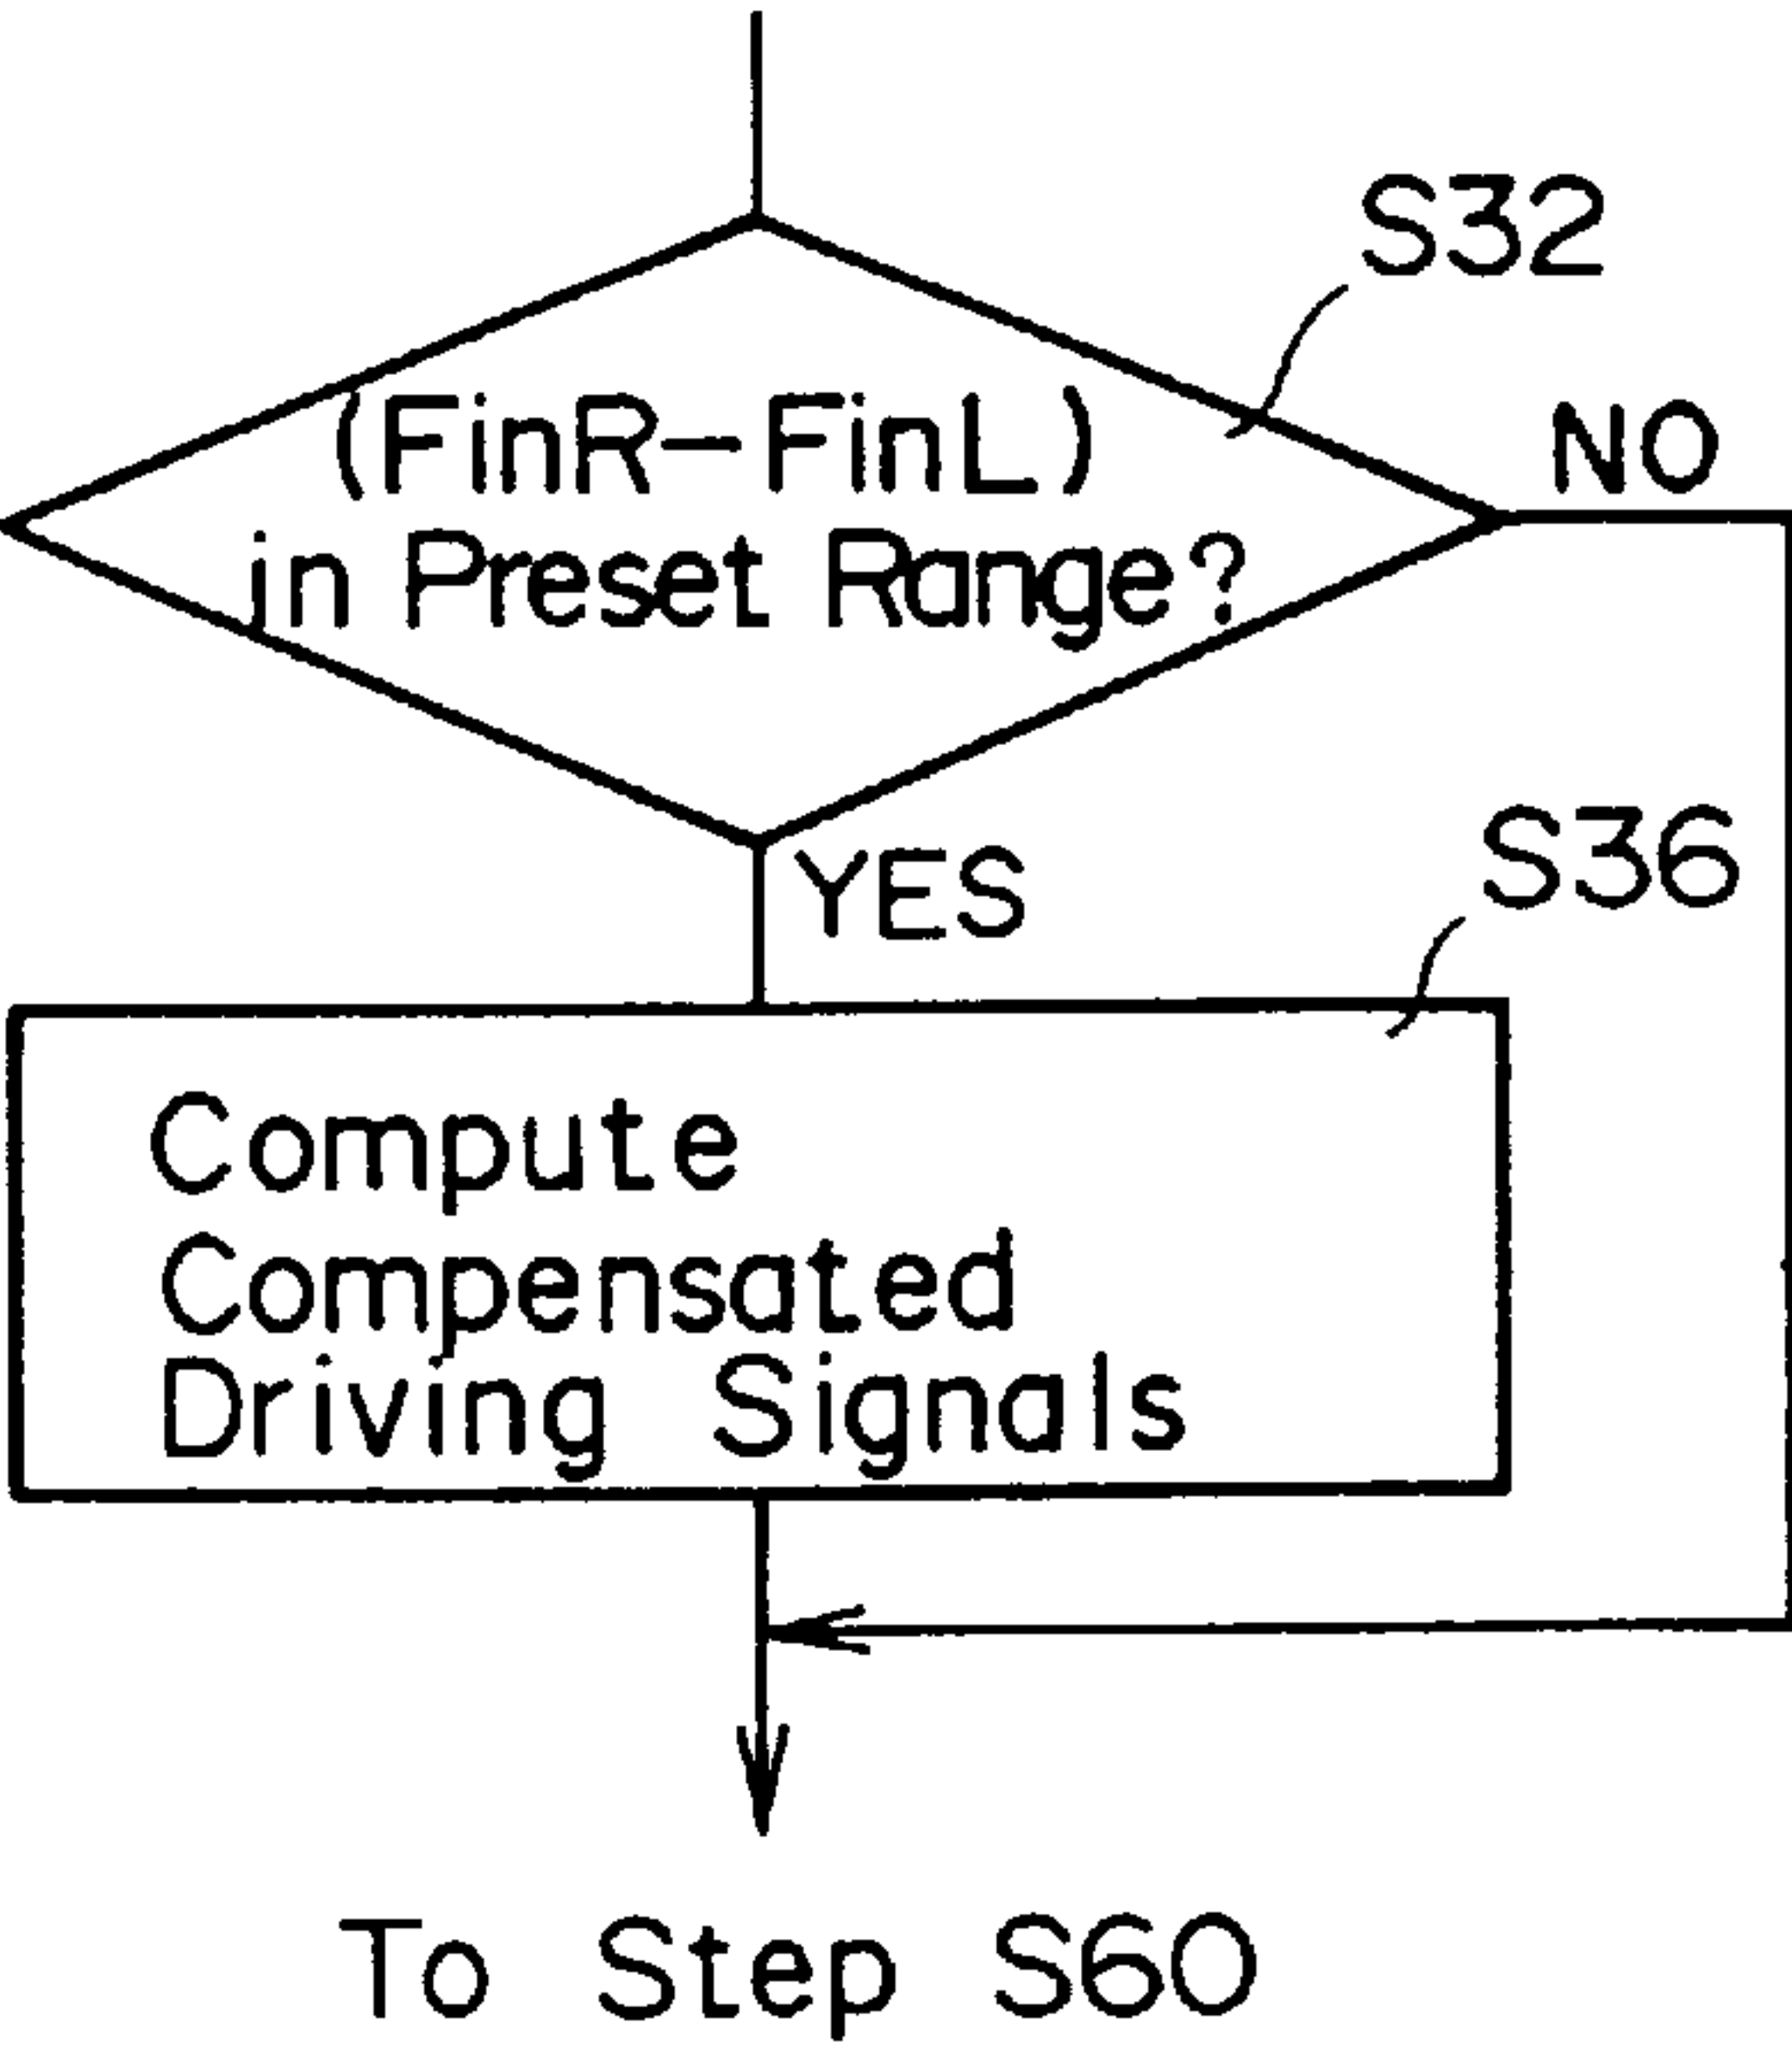 S32
(FinR-FinL)
in Preset Range?
NO
YES
S36
Compute
Compensated
Driving Signals
To Step S60